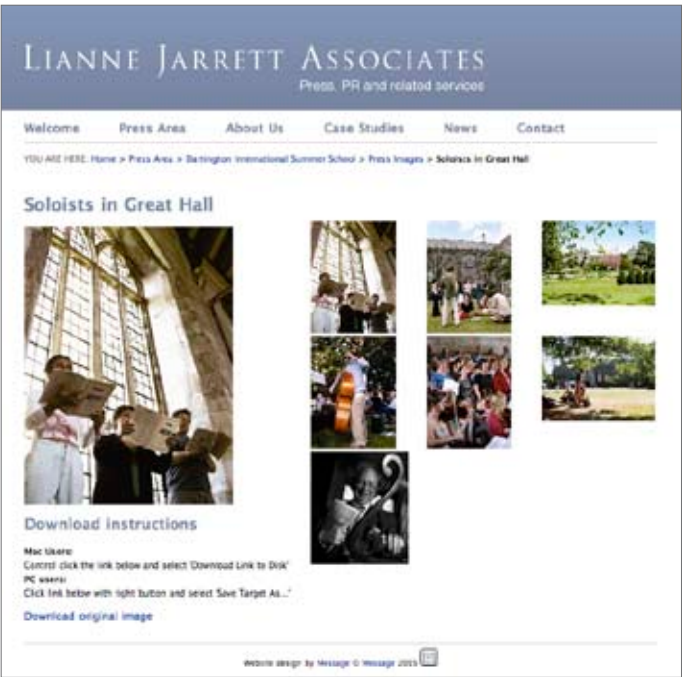 LIANNE JARRETT ASSOCIATES
Press, PR and related services
Welcome Press Area About Us Case Studies News Contact
YOU ARE HERE: Home > Press Area > Dartington International Summer School > Press Images > Soloists in Great Hall
Soloists in Great Hall
Download instructions
Mac Users:
Control click the link below and select 'Download Link to Disk'
PC users:
Click link below with right button and select 'Save Target As...'
Download original image
Website design by Message © Message 2005